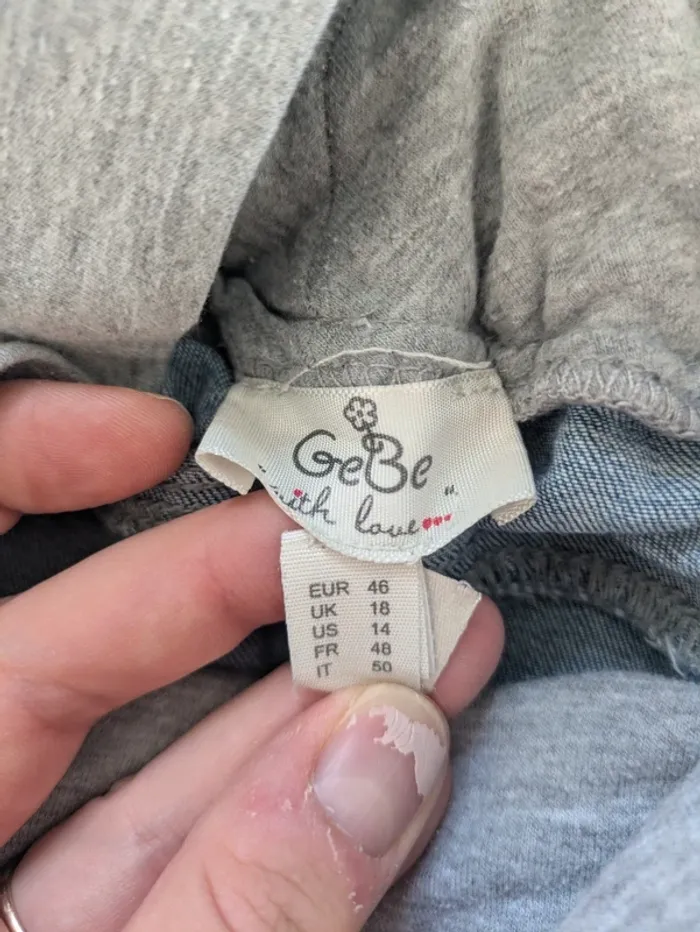 GeBe
"with love"
EUR 46
UK 18
US 14
FR 48
IT 50